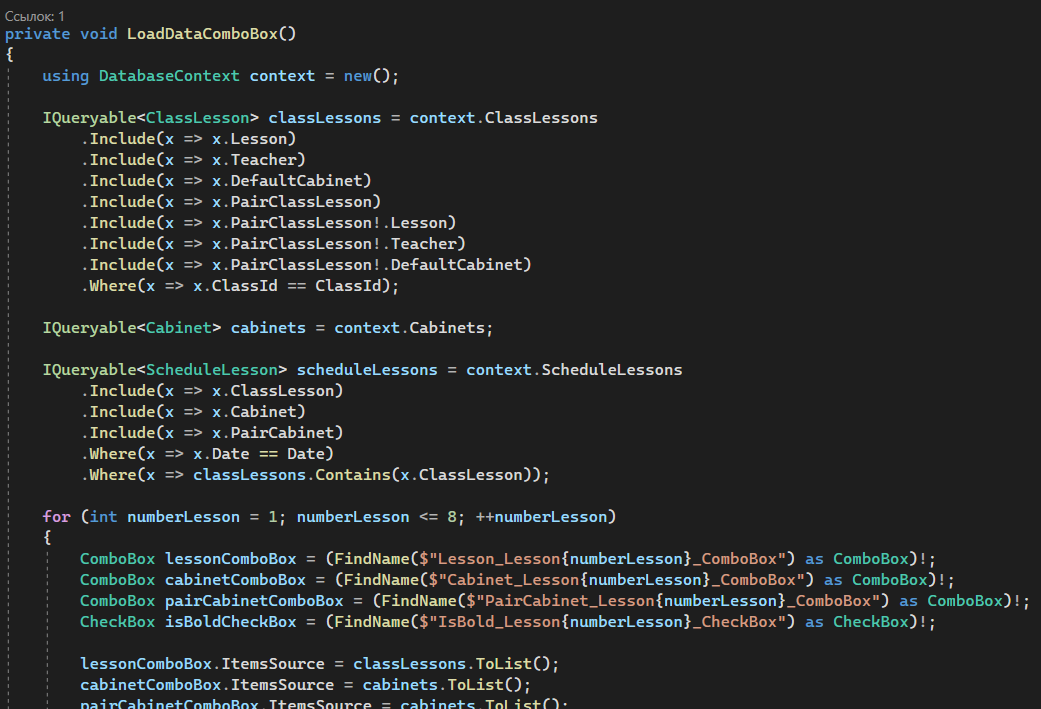 Ссылок: 1
private void LoadDataComboBox()
{
using DatabaseContext context = new();
IQueryable<ClassLesson> classLessons = context.ClassLessons
.Include(x => x.Lesson)
.Include(x => x.Teacher)
.Include(x => x.DefaultCabinet)
.Include(x => x.PairClassLesson)
.Include(x => x.PairClassLesson!.Lesson)
.Include(x => x.PairClassLesson!.Teacher)
.Include(x => x.PairClassLesson!.DefaultCabinet)
.Where(x => x.ClassId == ClassId);
IQueryable<Cabinet> cabinets = context.Cabinets;
IQueryable<ScheduleLesson> scheduleLessons = context.ScheduleLessons
.Include(x => x.ClassLesson)
.Include(x => x.Cabinet)
.Include(x => x.PairCabinet)
.Where(x => x.Date == Date)
.Where(x => classLessons.Contains(x.ClassLesson));
for (int numberLesson = 1; numberLesson <= 8; ++numberLesson)
{
ComboBox lessonComboBox = (FindName($"Lesson_Lesson{numberLesson}_ComboBox") as ComboBox)!;
ComboBox cabinetComboBox = (FindName($"Cabinet_Lesson{numberLesson}_ComboBox") as ComboBox)!;
ComboBox pairCabinetComboBox = (FindName($"PairCabinet_Lesson{numberLesson}_ComboBox") as ComboBox)!;
CheckBox isBoldCheckBox = (FindName($"IsBold_Lesson{numberLesson}_CheckBox") as CheckBox)!;
lessonComboBox.ItemsSource = classLessons.ToList();
cabinetComboBox.ItemsSource = cabinets.ToList();
pairCabinetComboBox.ItemsSource = cabinets.ToList();